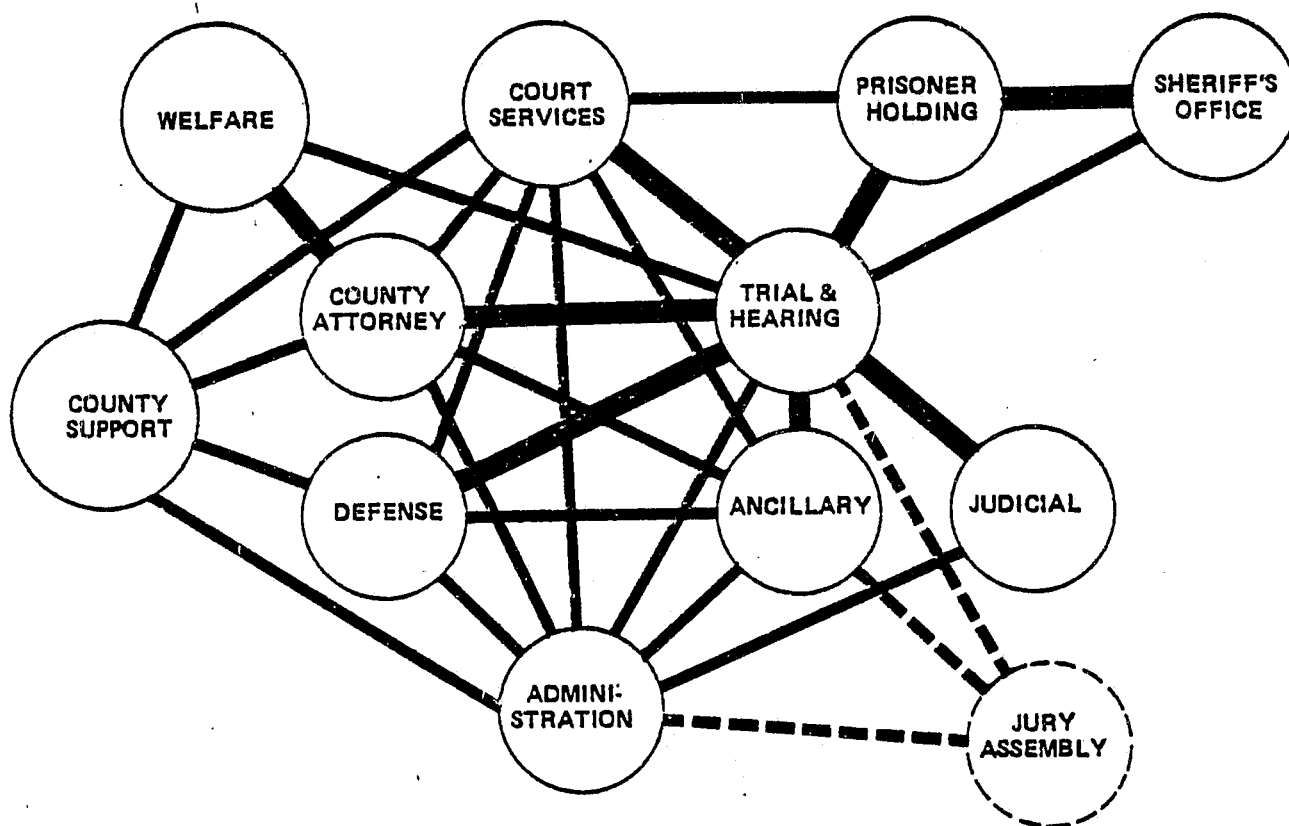 WELFARE
COURT
SERVICES
PRISONER
HOLDING
SHERIFF'S
OFFICE
COUNTY
ATTORNEY
TRIAL &
HEARING
COUNTY
SUPPORT
DEFENSE
ANCILLARY
JUDICIAL
ADMINI-
STRATION
JURY
ASSEMBLY